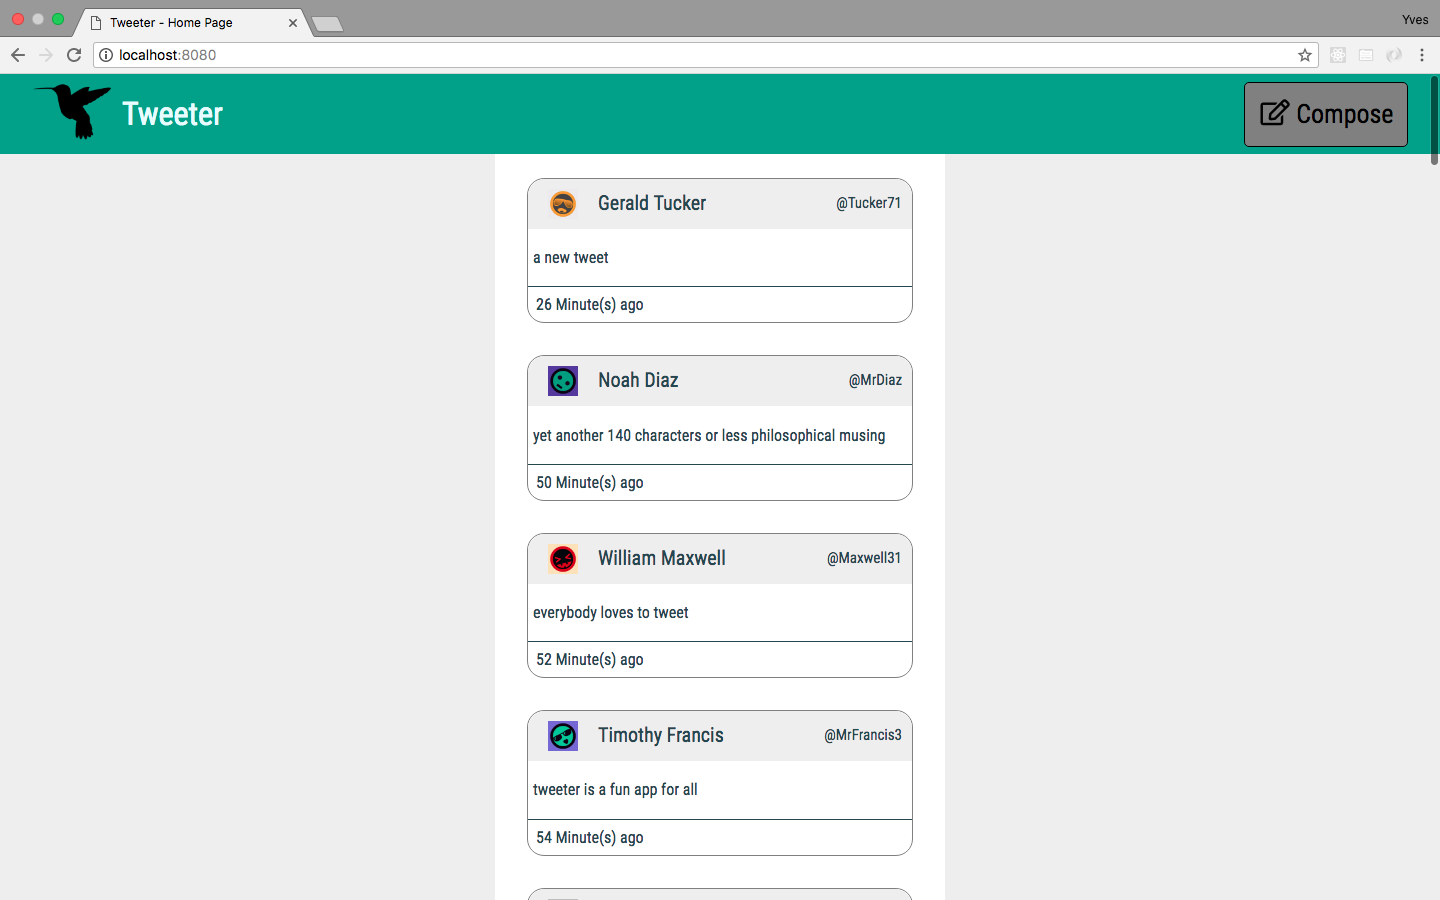 Tweeter - Home Page
Yves
localhost:8080
Tweeter
Compose
Gerald Tucker @Tucker71
a new tweet
26 Minute(s) ago
Noah Diaz @MrDiaz
yet another 140 characters or less philosophical musing
50 Minute(s) ago
William Maxwell @Maxwell31
everybody loves to tweet
52 Minute(s) ago
Timothy Francis @MrFrancis3
tweeter is a fun app for all
54 Minute(s) ago